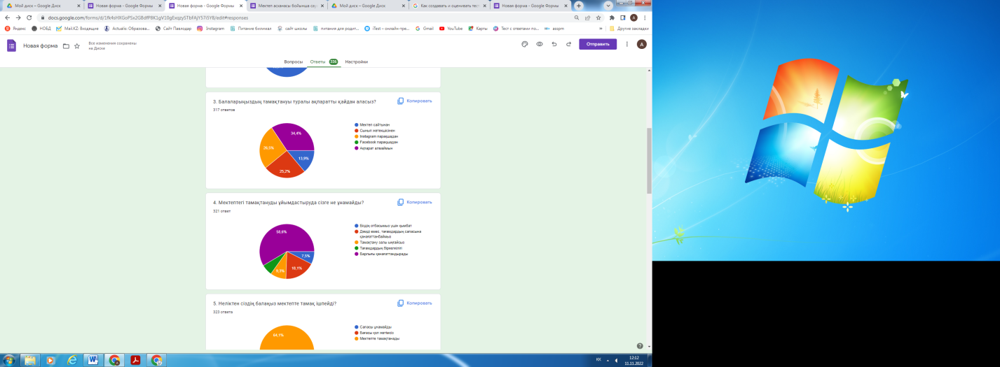 Мой диск – Google Диск
Новая форма – Google Формы
Новая форма – Google Формы
Мектеп асханасы бойынша сау
Мой диск – Google Диск
Как создавать и оценивать тест
Новая форма – Google Формы
docs.google.com/forms/d/
edit#responses
Яндекс
НОБД
Mail.KZ: Входящие
Actualis: Образова...
Сайт Павлодар
Instagram
Питание билимал
сайт школы
питания для родит...
iTest – онлайн-тре...
Gmail
YouTube
Карты
Тест с ответами по...
asopm
»
Другие закладки
Новая форма
Все изменения сохранены
на Диске
Отправить
А
Вопросы
Ответы 336
Настройки
3. Балаларыңыздың тамақтануы туралы ақпаратты қайдан аласыз?
Копировать
317 ответов
Мектеп сайтынан
Сынып жетекшісінен
Instagram парақшадан
Facebook парақшадан
Ақпарат алмаймын
34,4%
26,5%
13,9%
25,2%
4. Мектептегі тамақтануды ұйымдастыруда сізге не ұнамайды?
Копировать
321 ответ
Біздің отбасымыз үшін қымбат
Дәмді емес, тағамдардың сапасына
қанағаттанбаймыз
Тамақтану залы ыңғайсыз
Тағамдардың біркелкілігі
Барлығы қанағаттандырады
58,6%
7,5%
18,1%
9,3%
5. Неліктен сіздің балаңыз мектепте тамақ ішпейді?
Копировать
323 ответа
Сапасы ұнамайды
Бағасы қол жетімсіз
Мектепте тамақтанады
84,1%
KK
12:12
11.11.2022